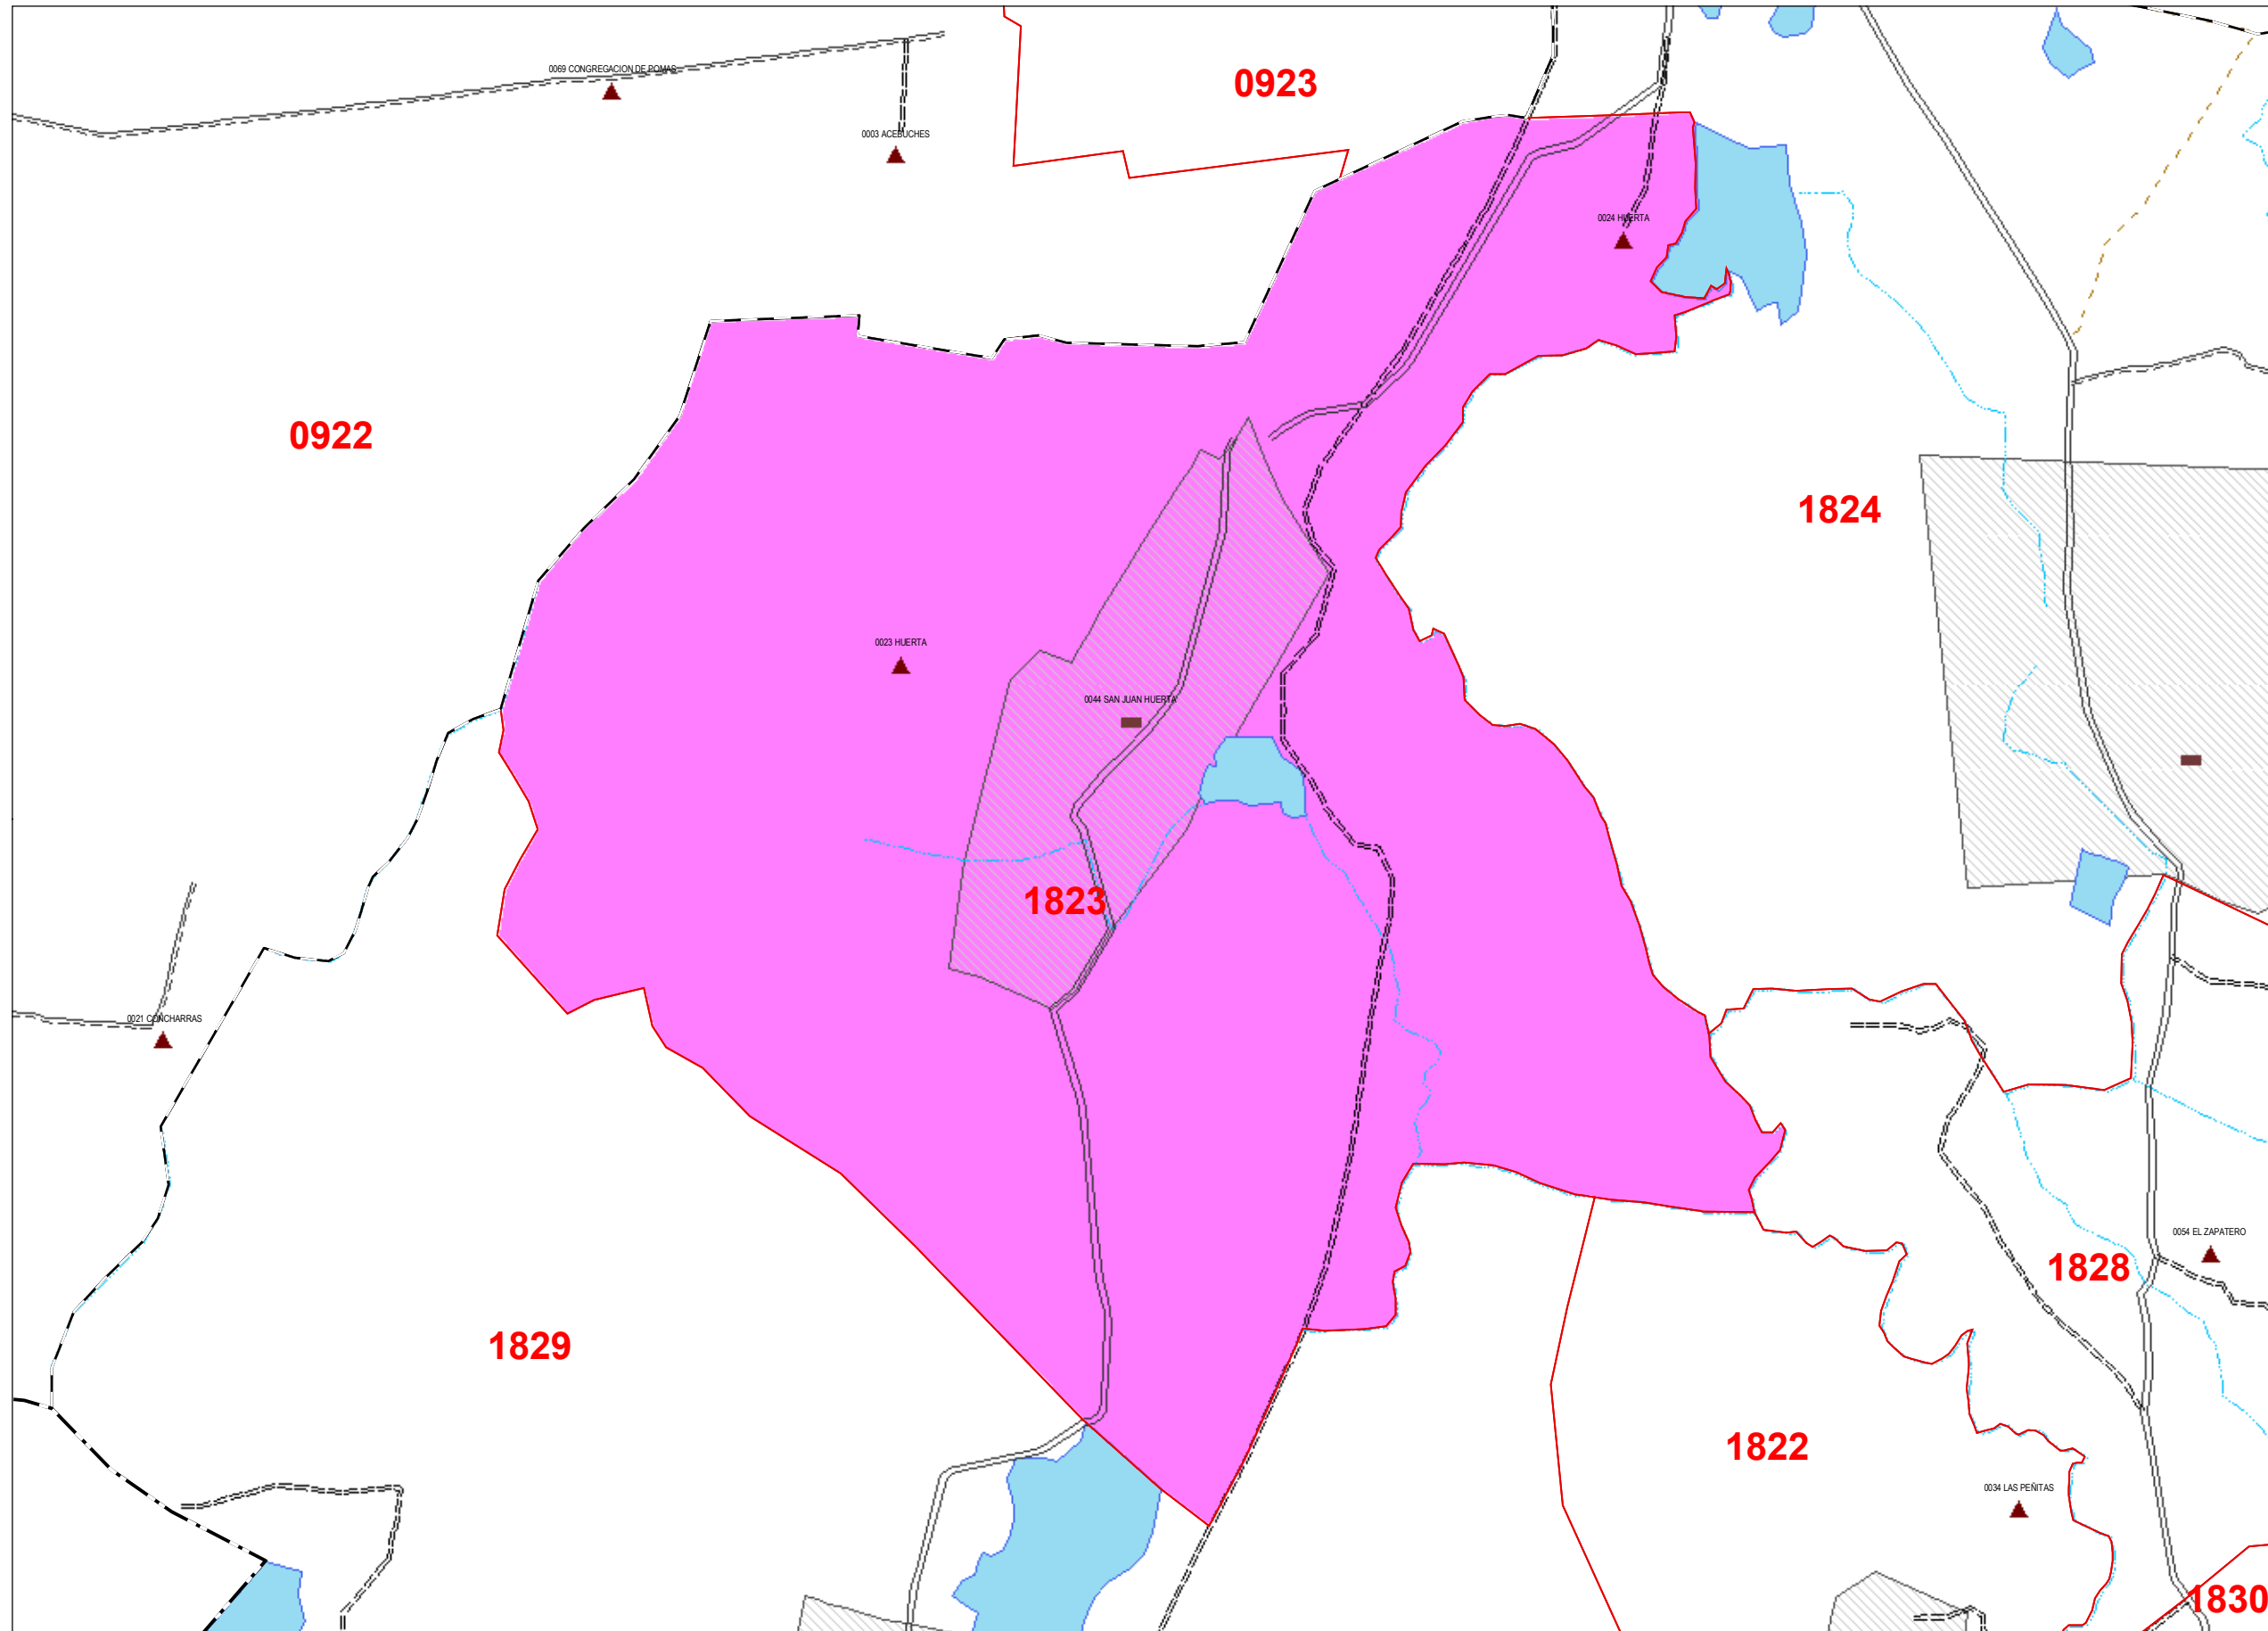 0069 CONGREGACION DE POMAS
0923
0003 ACEBUCHES
0024 HUERTA
0922
1824
0023 HUERTA
0044 SAN JUAN HUERTA
1823
0021 CONCHARRAS
0054 EL ZAPATERO
1828
1829
1822
0034 LAS PEÑITAS
1830